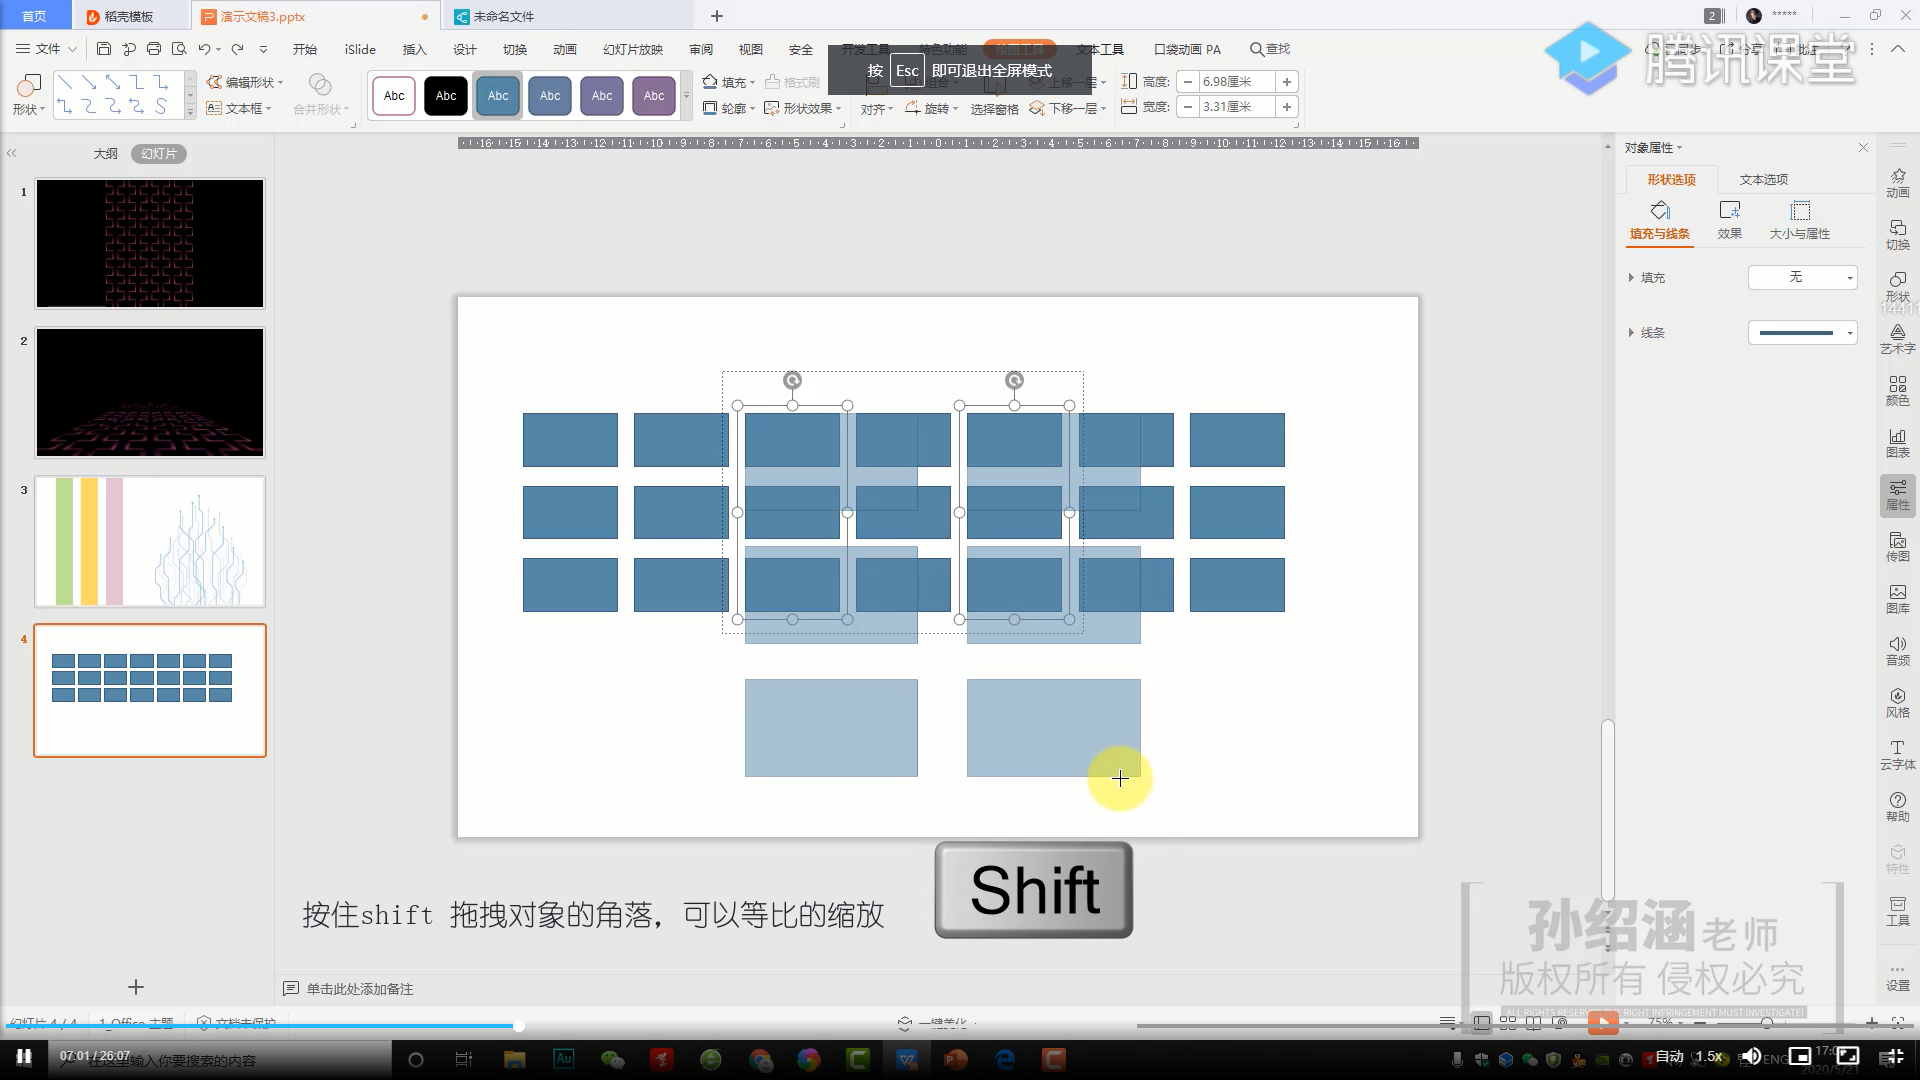 首页
稻壳模板
演示文稿3.pptx
未命名文件
2
*****
文件
开始
iSlide
插入
设计
切换
动画
幻灯片放映
审阅
视图
安全
开发工具
特色功能
绘图工具
文本工具
口袋动画 PA
查找
腾讯课堂
按 Esc 即可退出全屏模式
形状
编辑形状
文本框
合并形状
Abc
Abc
Abc
Abc
Abc
Abc
填充
格式刷
轮廓
形状效果
对齐
旋转
选择窗格
上移一层
下移一层
高度:
6.98厘米
宽度:
3.31厘米
大纲
幻灯片
1
2
3
4
对象属性
形状选项
文本选项
填充与线条
效果
大小与属性
填充
无
线条
动画
切换
形状
艺术字
颜色
图表
属性
传图
图库
音频
风格
云字体
帮助
特性
工具
设置
按住shift 拖拽对象的角落，可以等比的缩放
Shift
孙绍涵老师
版权所有 侵权必究
单击此处添加备注
幻灯片 4 / 4
1_Office 主题
文档未保护
一键美化
75%
07:01 / 26:07
在这里输入你要搜索的内容
自动
1.5x
ENG
2020/5/21